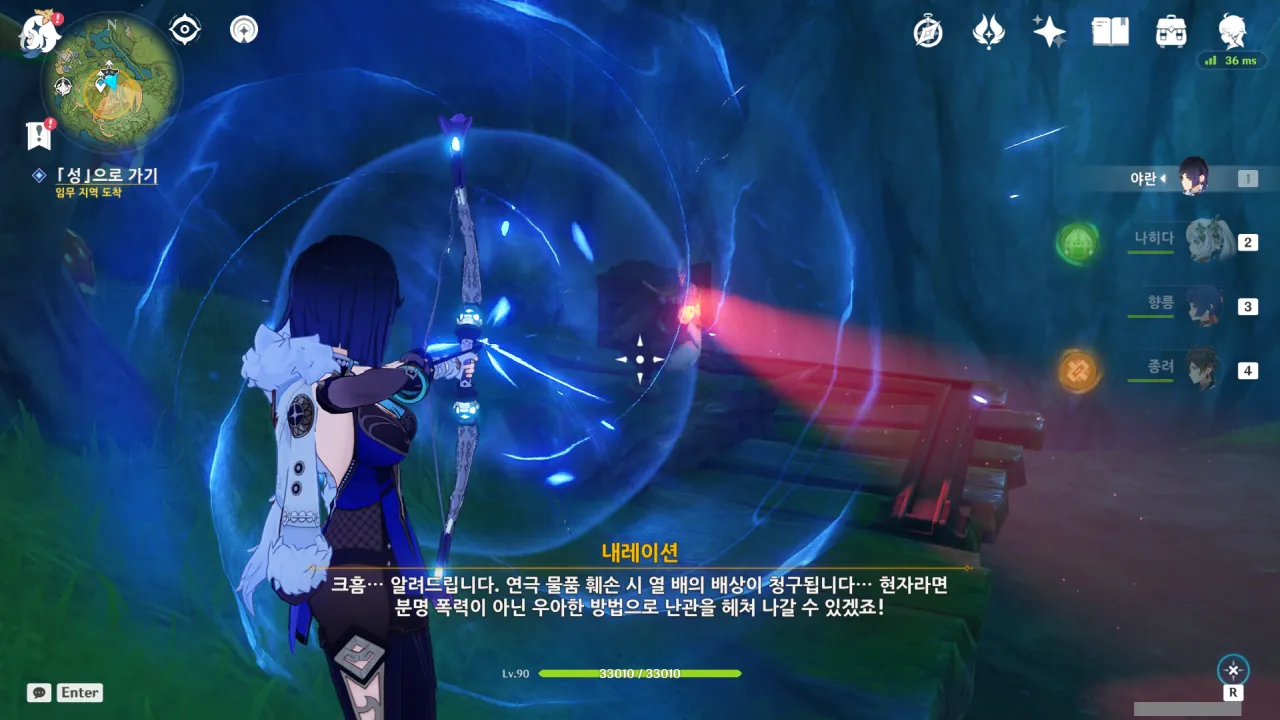 N
36 ms
「성」으로 가기
임무 지역 도착
야란
1
나히다
2
향릉
3
종려
4
내레이션
크흠… 알려드립니다. 연극 물품 훼손 시 열 배의 배상이 청구됩니다… 현자라면
분명 폭력이 아닌 우아한 방법으로 난관을 헤쳐 나갈 수 있겠죠!
Lv.90
33010 / 33010
Enter
R